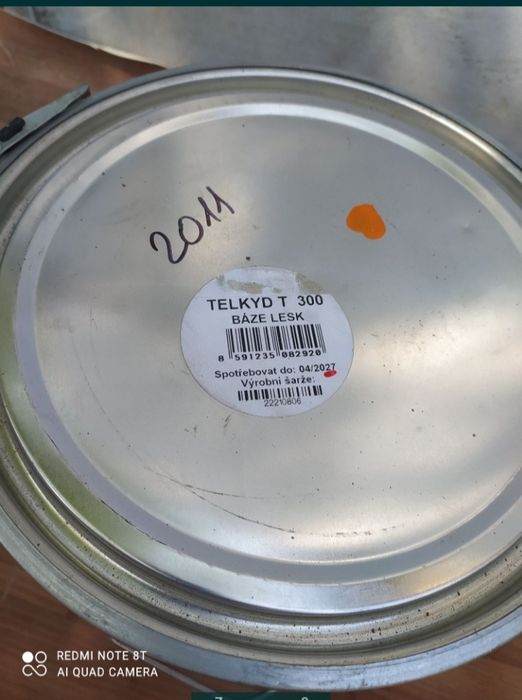 2011
TELKYD T 300
BÁZE LESK
8 591235 082920
Spotřebovat do: 04/2027
Výrobní šarže:
22210806
REDMI NOTE 8T
AI QUAD CAMERA